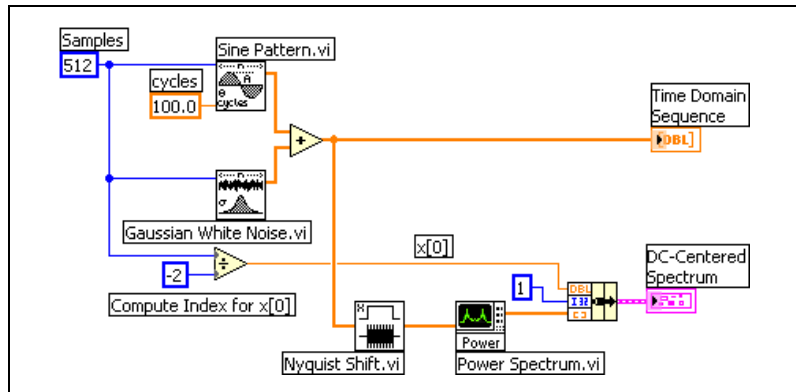 Samples
512
Sine Pattern.vi
n
A
θ
cycles
cycles
100.0
+
Time Domain
Sequence
DBL]
n
σ
Gaussian White Noise.vi
÷
-2
Compute Index for x[0]
x[0]
DC-Centered
Spectrum
1
DBL
I32
[ ]
X
Nyquist Shift.vi
Power
Power Spectrum.vi